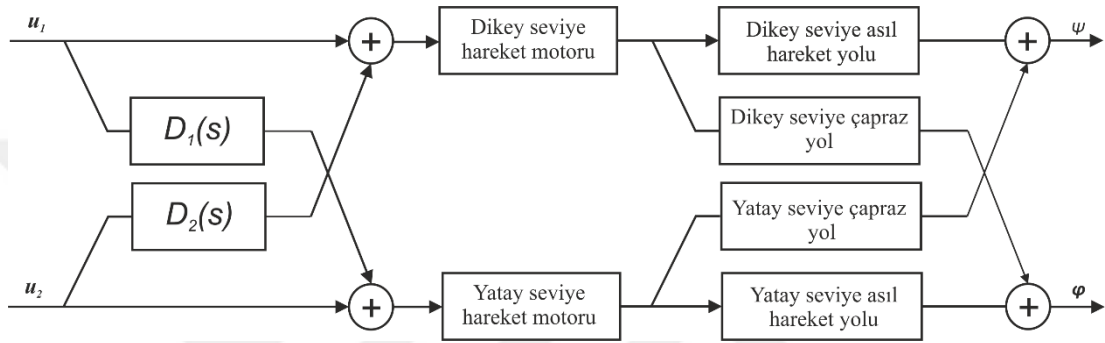 u1
+
Dikey seviye
hareket motoru
Dikey seviye asıl
hareket yolu
+
ψ
D1(s)
Dikey seviye çapraz
yol
D2(s)
Yatay seviye çapraz
yol
u2
+
Yatay seviye
hareket motoru
Yatay seviye asıl
hareket yolu
+
φ